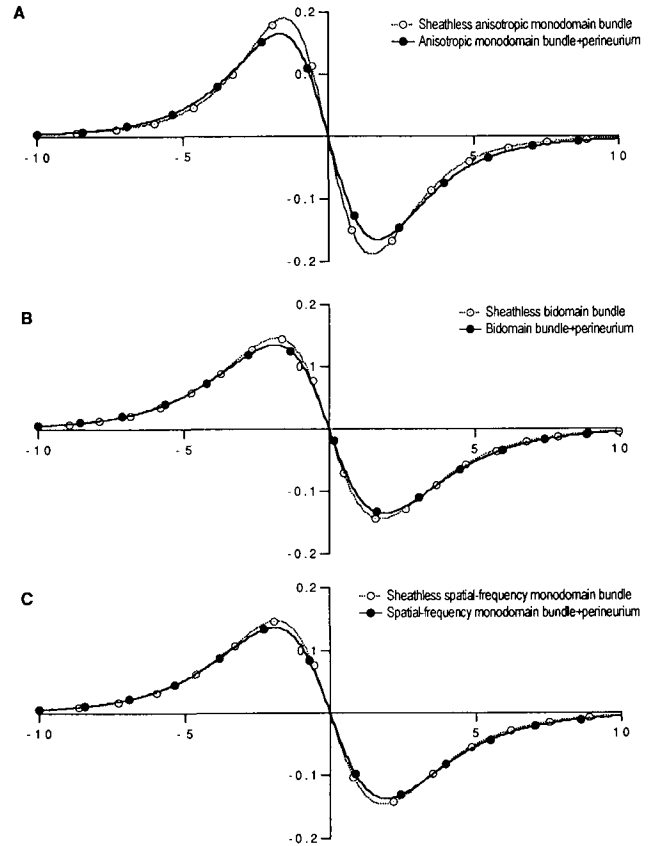 A
0.2
Sheathless anisotropic monodomain bundle
Anisotropic monodomain bundle+perineurium
0.1
-10
-5
5
10
-0.1
-0.2
B
0.2
Sheathless bidomain bundle
Bidomain bundle+perineurium
0.1
-10
-5
5
10
-0.1
-0.2
C
0.2
Sheathless spatial-frequency monodomain bundle
Spatial-frequency monodomain bundle+perineurium
0.1
-10
-5
5
10
-0.1
-0.2